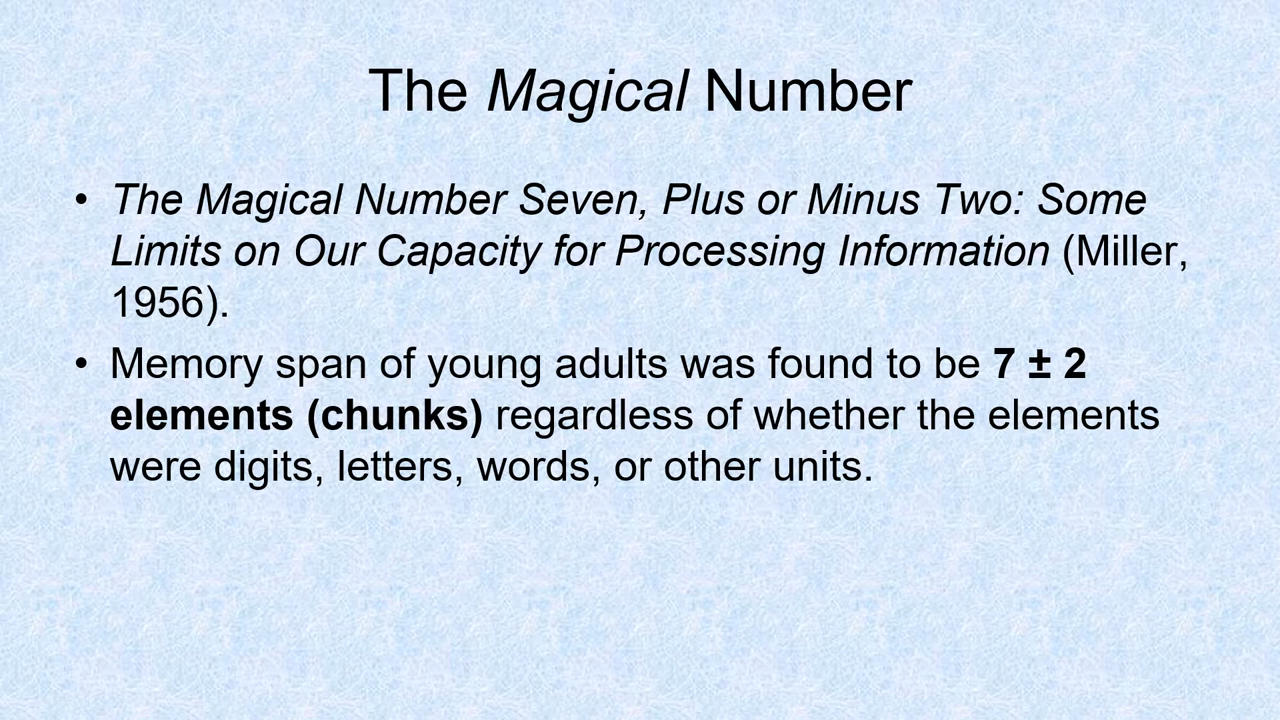 The Magical Number
• The Magical Number Seven, Plus or Minus Two: Some
Limits on Our Capacity for Processing Information (Miller,
1956).
• Memory span of young adults was found to be 7 ± 2
elements (chunks) regardless of whether the elements
were digits, letters, words, or other units.